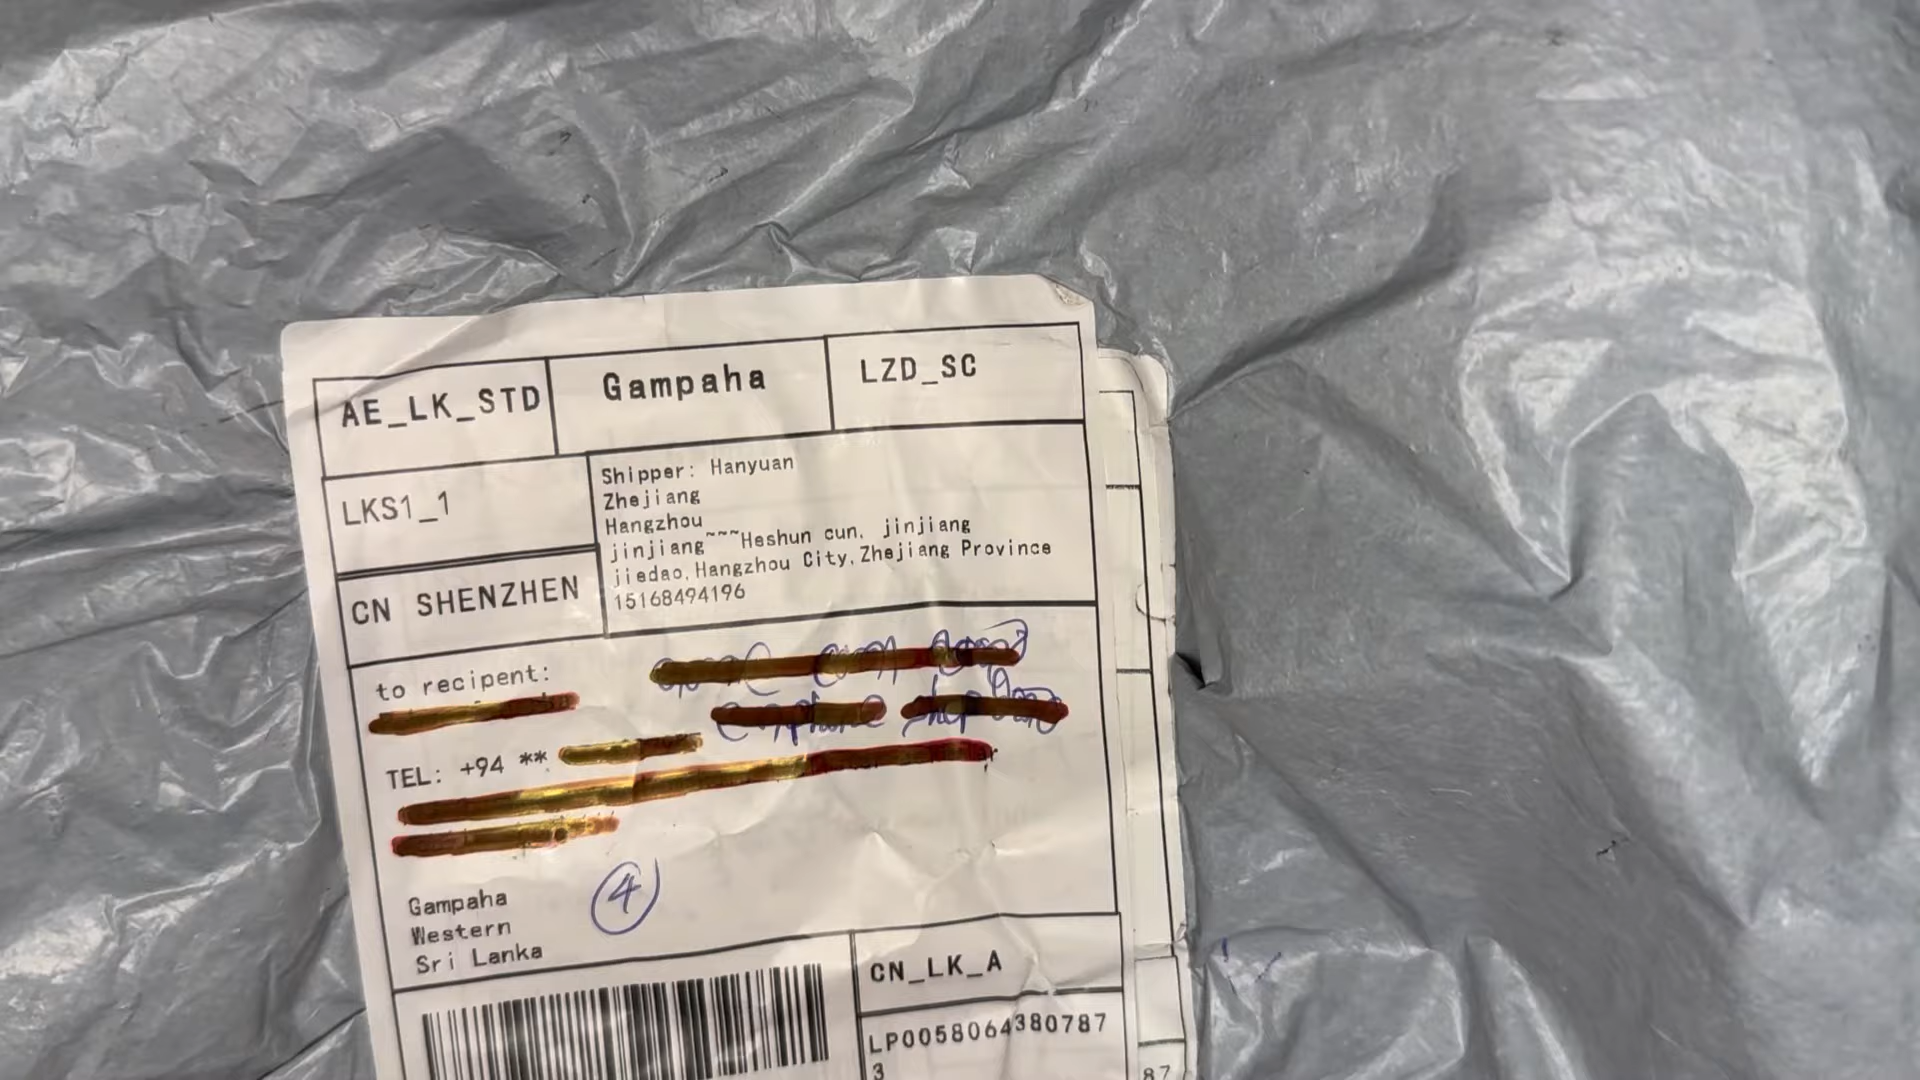 AE_LK_STD
Gampaha
LZD_SC
LKS1_1
CN SHENZHEN
Shipper: Hanyuan
Zhejiang
Hangzhou
jinjiang~~~Heshun cun, jinjiang
jiedao,Hangzhou City,Zhejiang Province
15168494196
to recipent:
TEL: +94 **
4
Gampaha
Western
Sri Lanka
CN_LK_A
LP0058064380787
3
87